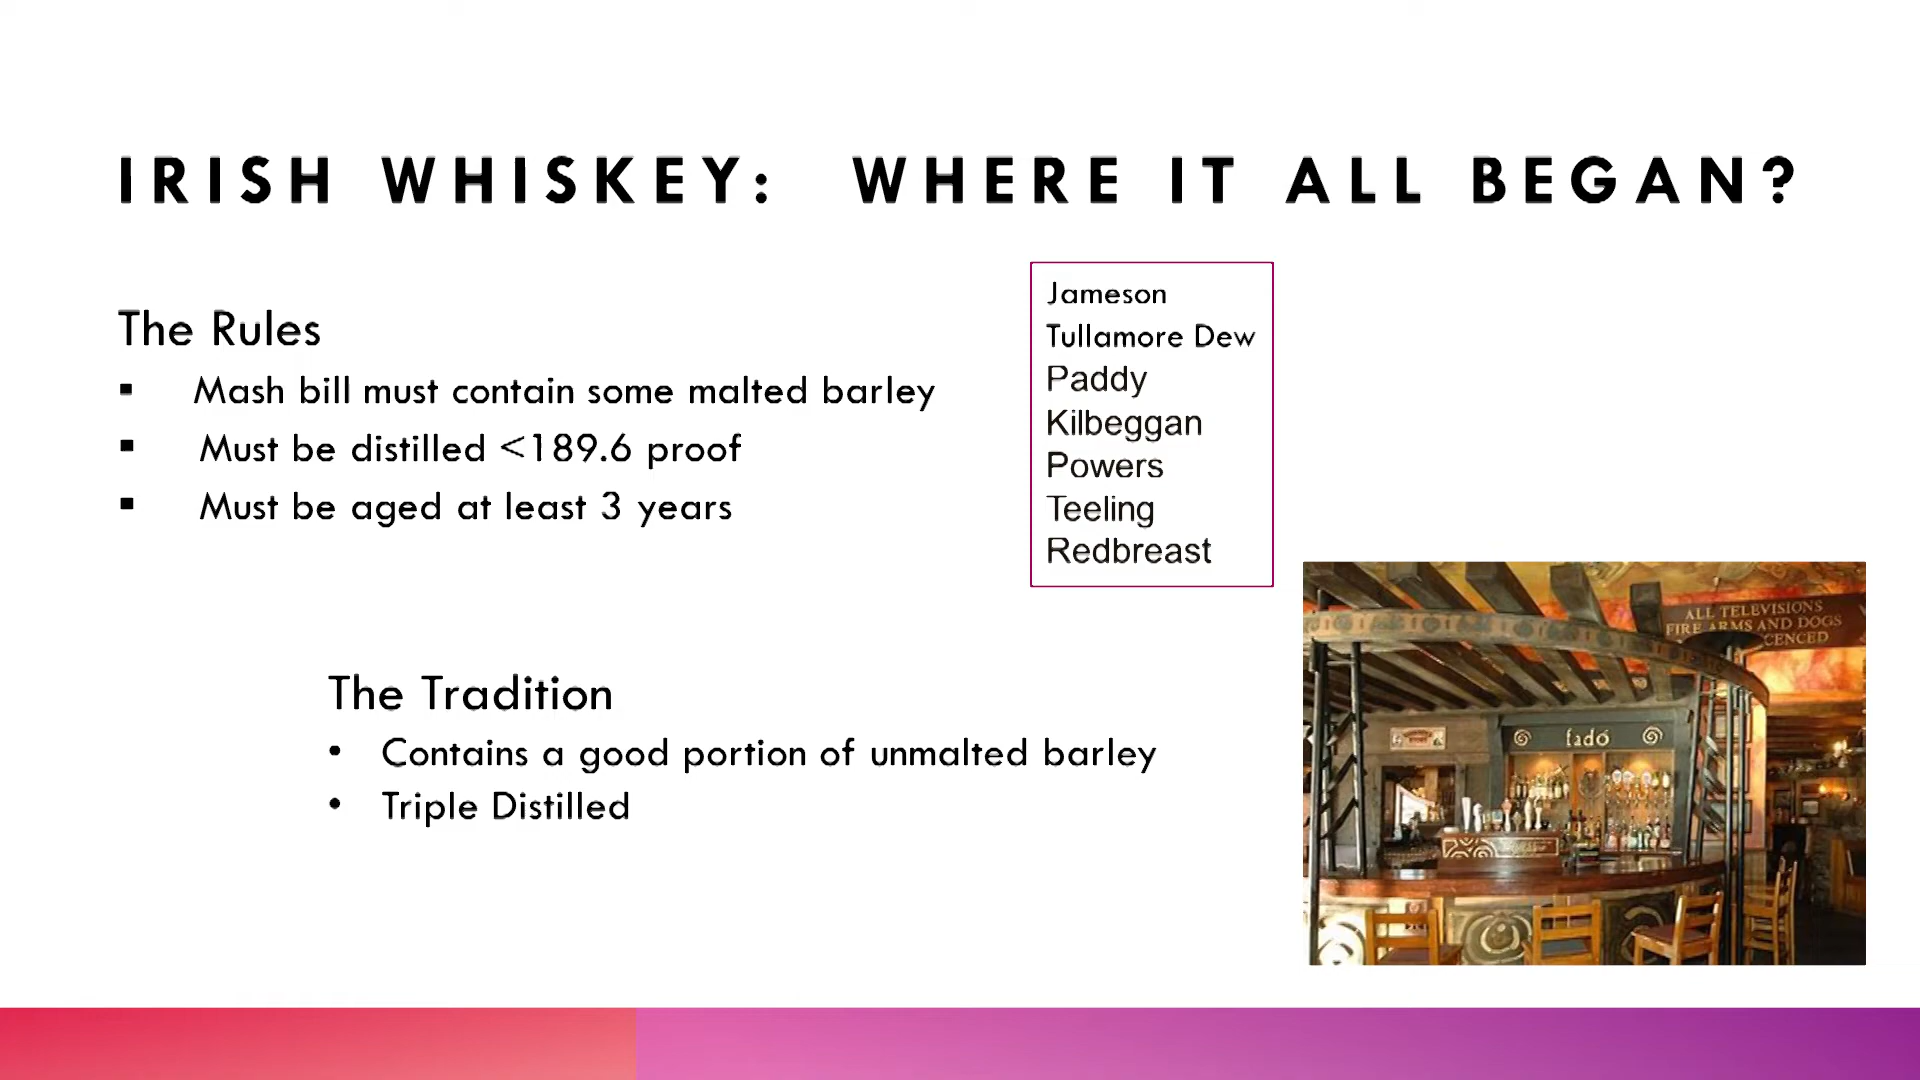 IRISH WHISKEY: WHERE IT ALL BEGAN?
The Rules
▪ Mash bill must contain some malted barley
▪ Must be distilled <189.6 proof
▪ Must be aged at least 3 years
Jameson
Tullamore Dew
Paddy
Kilbeggan
Powers
Teeling
Redbreast
The Tradition
• Contains a good portion of unmalted barley
• Triple Distilled
ALL TELEVISIONS
FIRE ARMS AND DOGS
CENCED
fadó